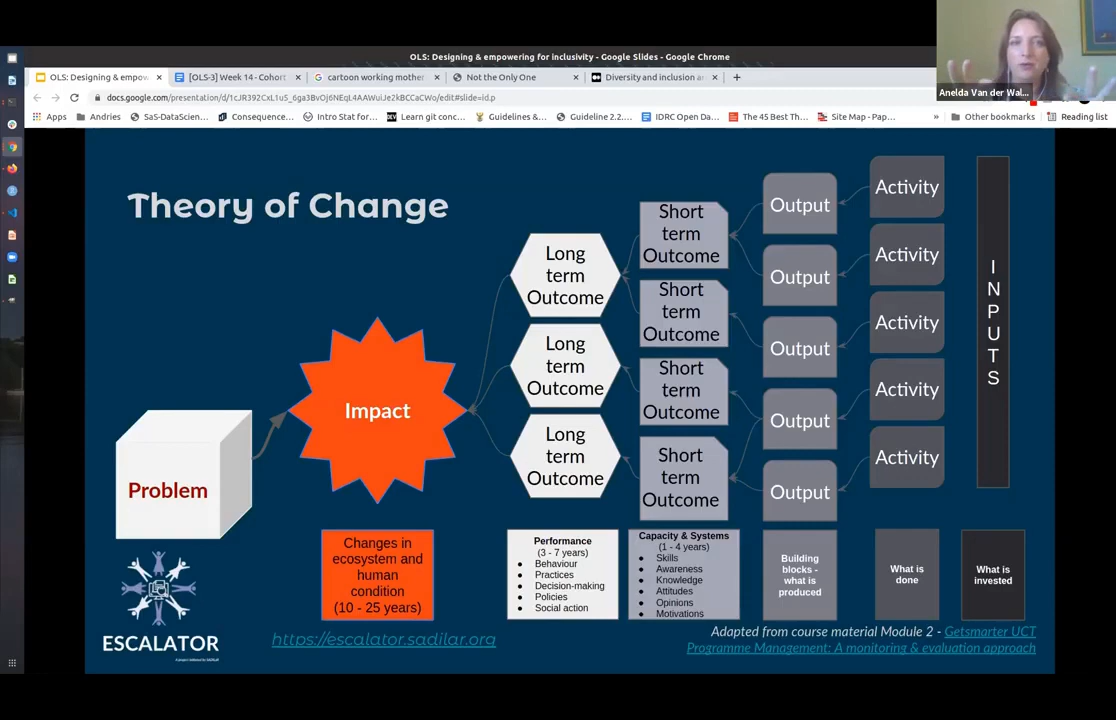 OLS: Designing & empowering for inclusivity - Google Slides - Google Chrome
OLS: Designing & empow
[OLS-3] Week 14 - Cohort
cartoon working mother
Not the Only One
Diversity and inclusion a
docs.google.com/presentation/d/1cJR392CxL1uS_6ga3BvOj6NEqL4AAWuiJe2kBCCaCWo/edit#slide=id.p
Anelda Van der Wal...
Apps
Andries
SaS-DataScien...
Consequence...
Intro Stat for...
Learn git conc...
Guidelines &...
Guideline 2.2....
IDRC Open Da...
The 45 Best Th...
Site Map - Pap...
»
Other bookmarks
Reading list
Theory of Change
Problem
Impact
Long
term
Outcome
Long
term
Outcome
Long
term
Outcome
Short
term
Outcome
Short
term
Outcome
Short
term
Outcome
Short
term
Outcome
Output
Output
Output
Output
Output
Activity
Activity
Activity
Activity
Activity
I
N
P
U
T
S
Changes in
ecosystem and
human
condition
(10 - 25 years)
Performance
(3 - 7 years)
● Behaviour
● Practices
● Decision-making
● Policies
● Social action
Capacity & Systems
(1 - 4 years)
● Skills
● Awareness
● Knowledge
● Attitudes
● Opinions
● Motivations
Building
blocks -
what is
produced
What is
done
What is
invested
ESCALATOR
A project initiated by SADiLaR
https://escalator.sadilar.org
Adapted from course material Module 2 - Getsmarter UCT
Programme Management: A monitoring & evaluation approach